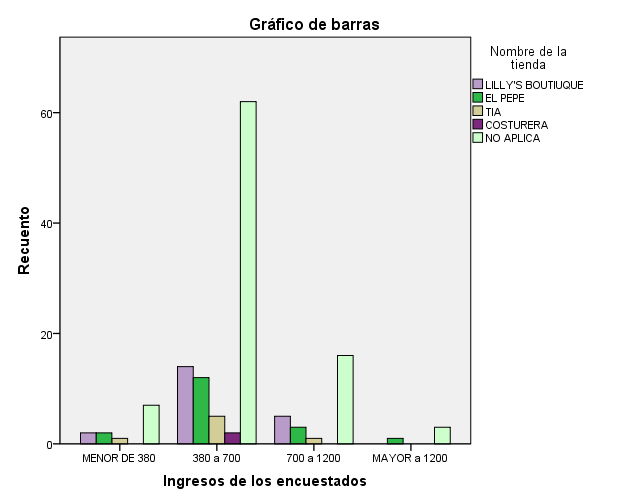 Gráfico de barras
Nombre de la
tienda
LILLY'S BOUTIUQUE
EL PEPE
TIA
COSTURERA
NO APLICA
Recuento
60
40
20
0
MENOR DE 380
380 a 700
700 a 1200
MAYOR a 1200
Ingresos de los encuestados